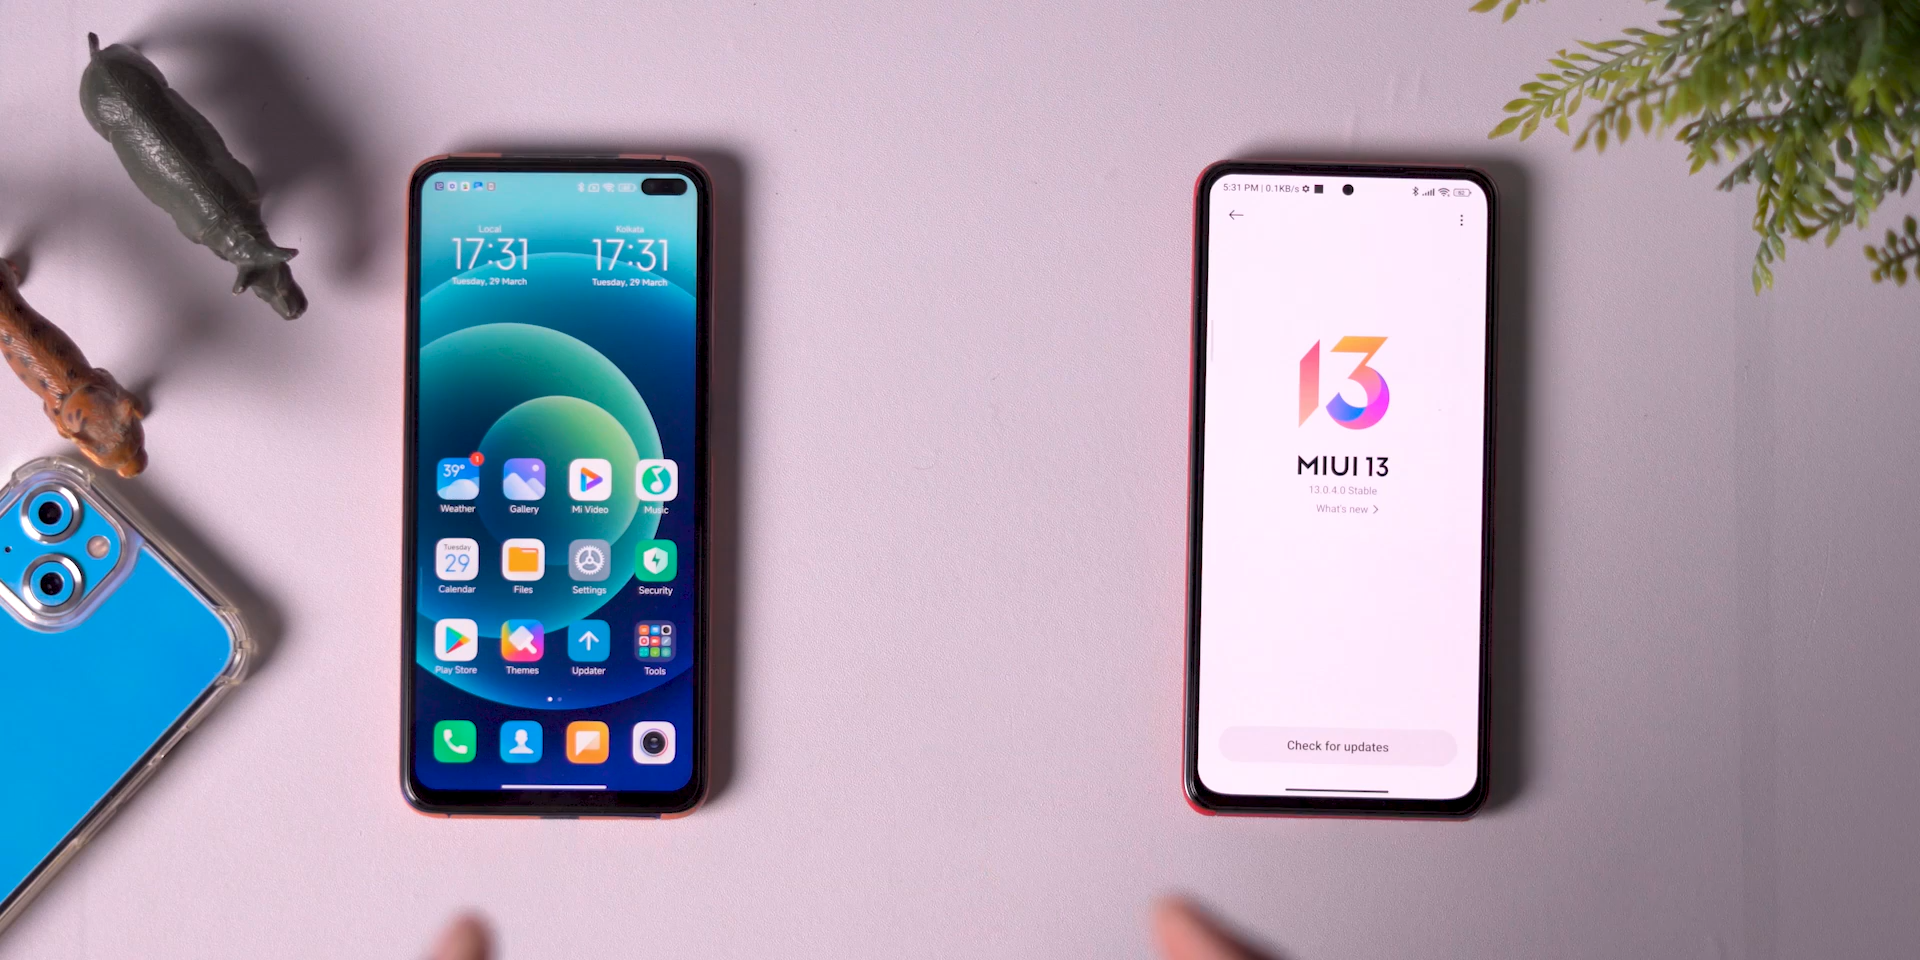 Local
17:31
Tuesday, 29 March
Kolkata
17:31
Tuesday, 29 March
39°
1
Weather
Gallery
Mi Video
Music
Tuesday
29
Calendar
Files
Settings
Security
Play Store
Themes
Updater
Tools
5:31 PM | 0.1KB/s
13
MIUI 13
13.0.4.0 Stable
What's new >
Check for updates